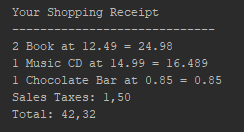 Your Shopping Receipt
-----------------------------
2 Book at 12.49 = 24.98
1 Music CD at 14.99 = 16.489
1 Chocolate Bar at 0.85 = 0.85
Sales Taxes: 1,50
Total: 42,32